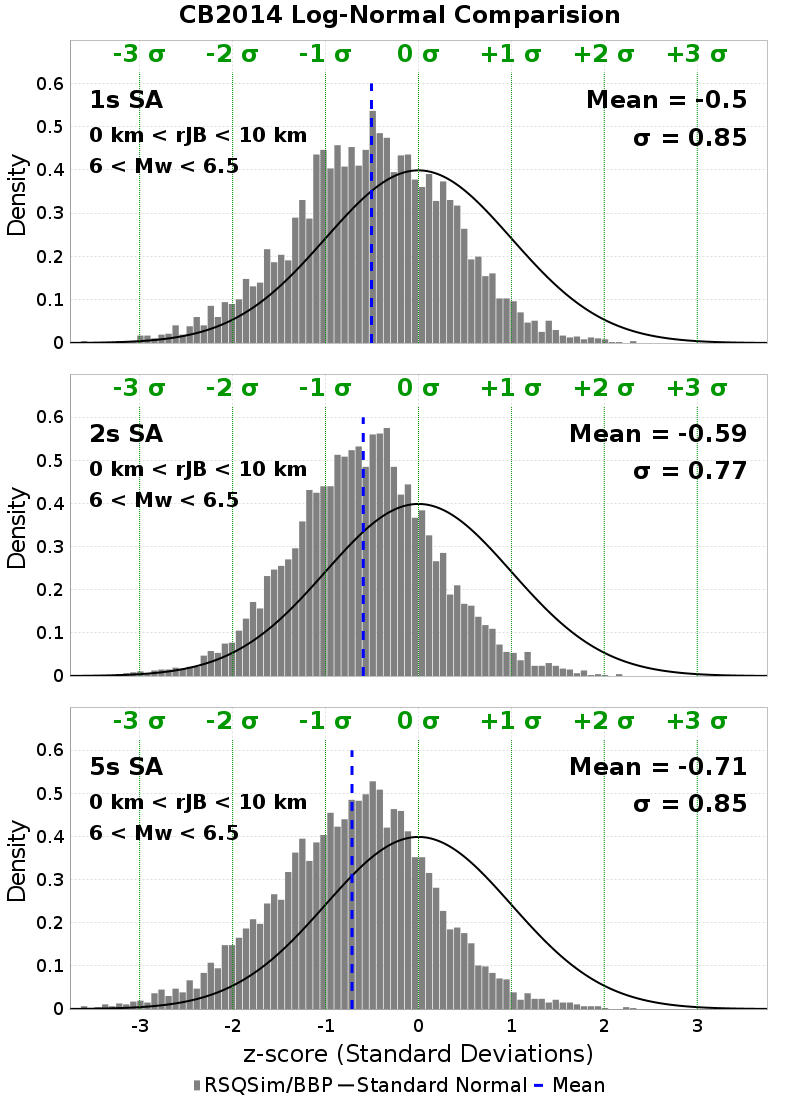 CB2014 Log-Normal Comparision
-3 σ -2 σ -1 σ 0 σ +1 σ +2 σ +3 σ
0.6
1s SA Mean = -0.5
0.5
0 km < rJB < 10 km σ = 0.85
0.4
6 < Mw < 6.5
0.3
0.2
0.1
0
Density
-3 σ -2 σ -1 σ 0 σ +1 σ +2 σ +3 σ
0.6
2s SA Mean = -0.59
0.5
0 km < rJB < 10 km σ = 0.77
0.4
6 < Mw < 6.5
0.3
0.2
0.1
0
Density
-3 σ -2 σ -1 σ 0 σ +1 σ +2 σ +3 σ
0.6
5s SA Mean = -0.71
0.5
0 km < rJB < 10 km σ = 0.85
0.4
6 < Mw < 6.5
0.3
0.2
0.1
0
Density
-3 -2 -1 0 1 2 3
z-score (Standard Deviations)
RSQSim/BBP Standard Normal Mean